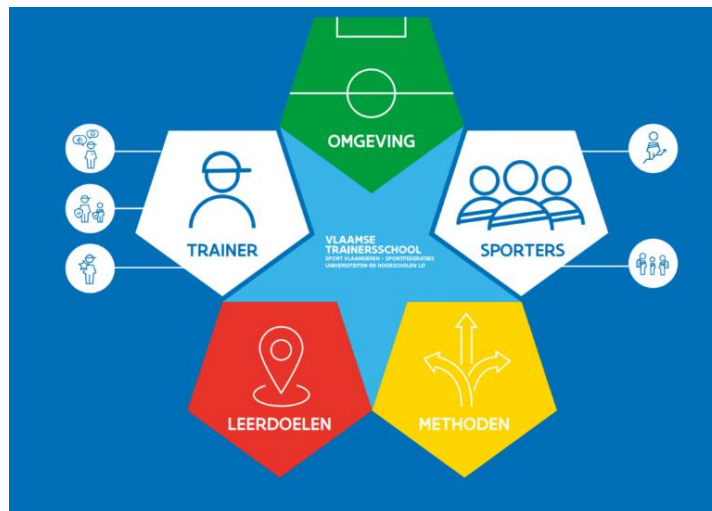 OMGEVING
TRAINER
VLAAMSE
TRAINERSSCHOOL
SPORT VLAANDEREN • SPORTFEDERATIES
UNIVERSITEITEN EN HOGESCHOLEN LO
SPORTERS
LEERDOELEN
METHODEN